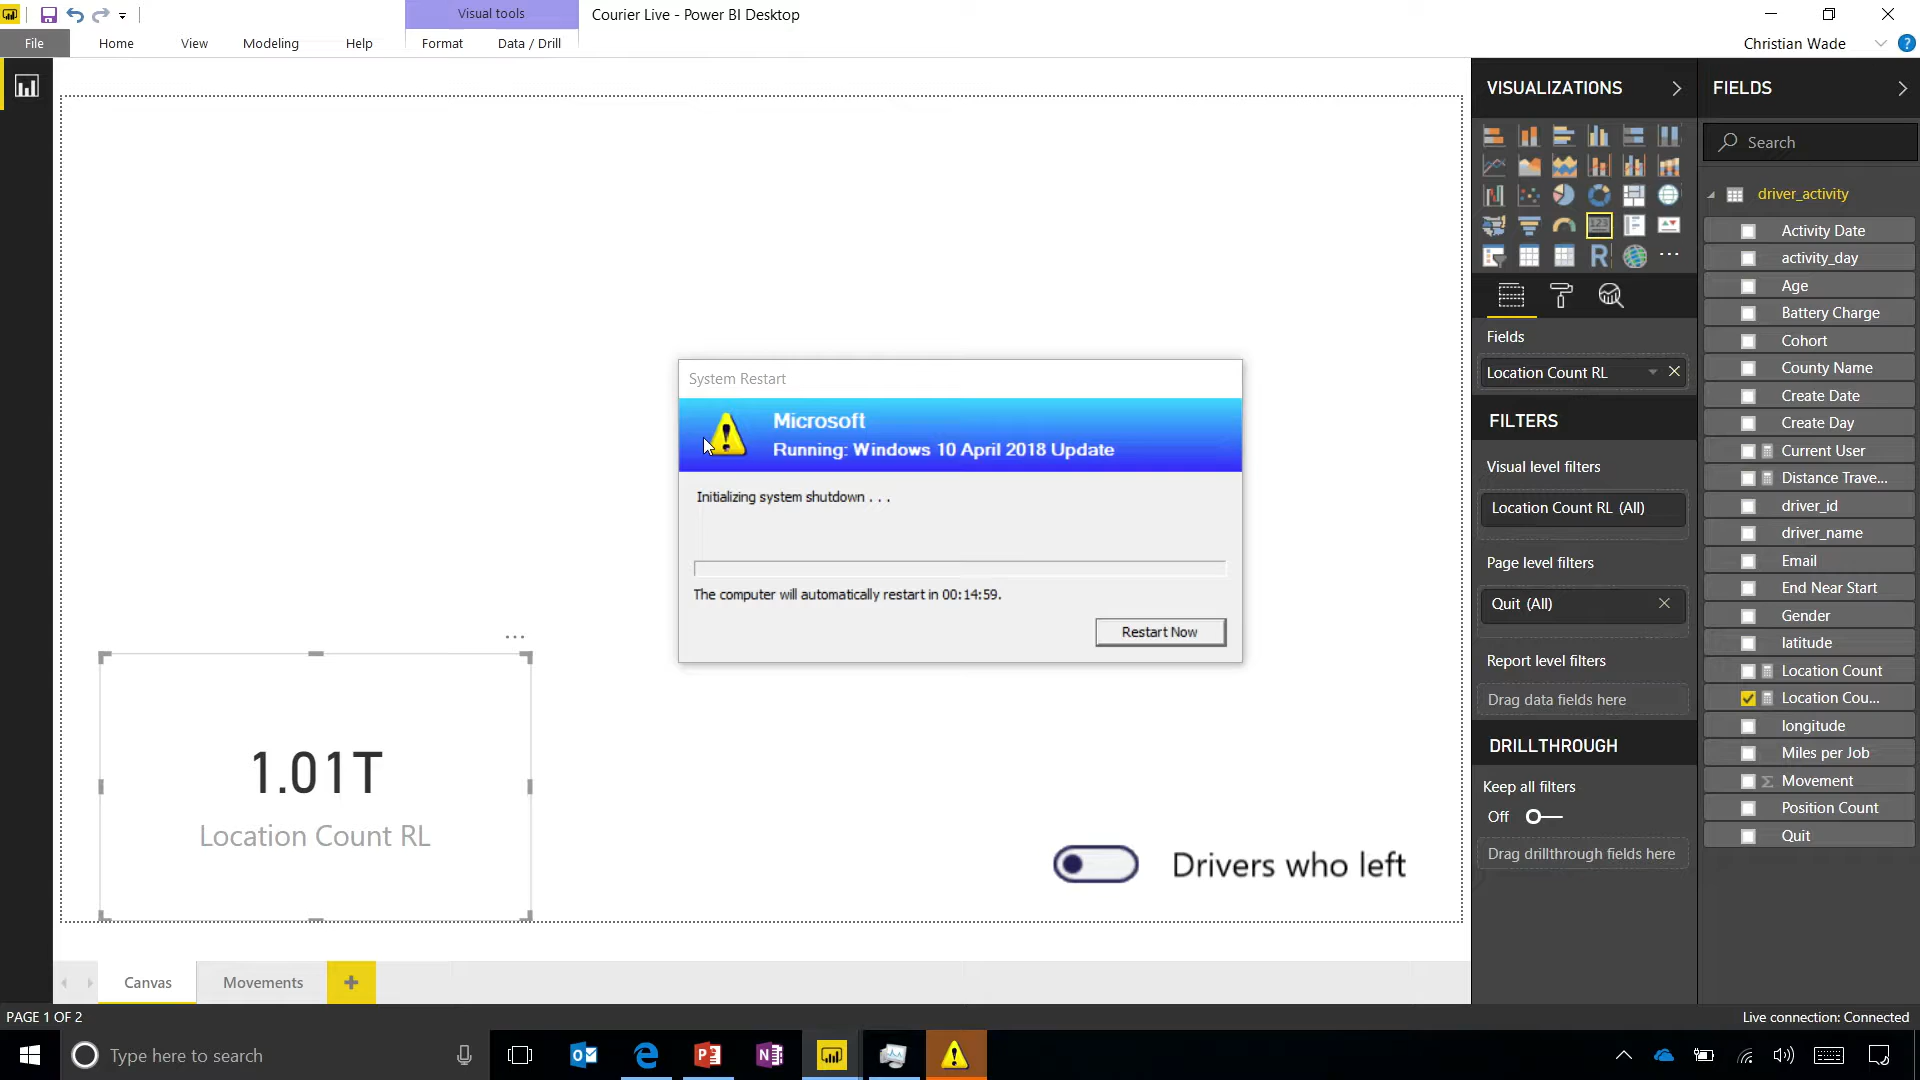 Visual tools
Courier Live - Power BI Desktop
File
Home
View
Modeling
Help
Format
Data / Drill
Christian Wade
?
System Restart
Microsoft
Running: Windows 10 April 2018 Update
Initializing system shutdown . . .
The computer will automatically restart in 00:14:59.
Restart Now
1.01T
Location Count RL
Drivers who left
Canvas
Movements
PAGE 1 OF 2
Live connection: Connected
VISUALIZATIONS
123
R
Fields
Location Count RL
FILTERS
Visual level filters
Location Count RL (All)
Page level filters
Quit (All)
Report level filters
Drag data fields here
DRILLTHROUGH
Keep all filters
Off
Drag drillthrough fields here
FIELDS
Search
driver_activity
Activity Date
activity_day
Age
Battery Charge
Cohort
County Name
Create Date
Create Day
Current User
Distance Trave...
driver_id
driver_name
Email
End Near Start
Gender
latitude
Location Count
Location Cou...
longitude
Miles per Job
Movement
Position Count
Quit
Type here to search